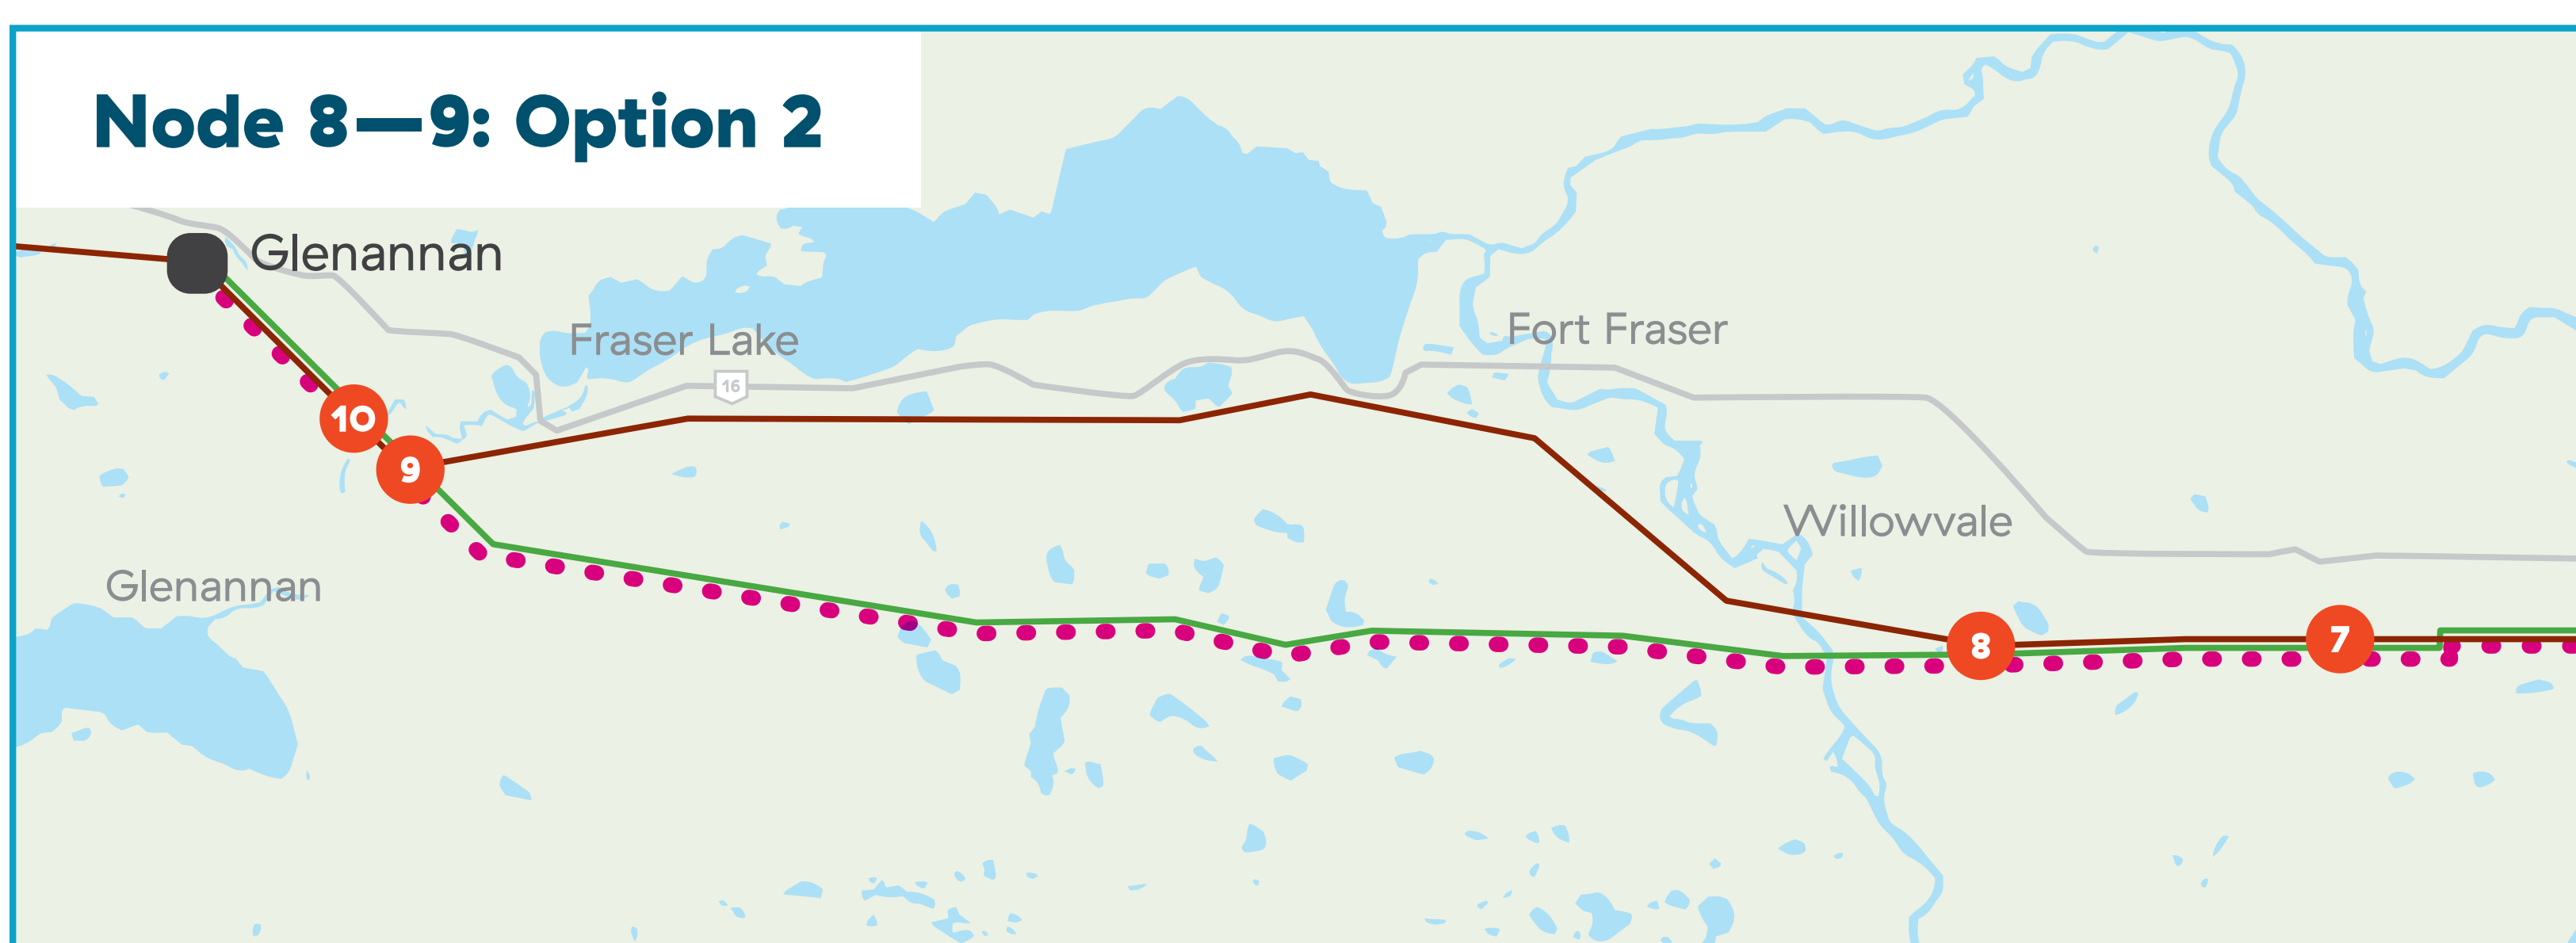 Node 8—9: Option 2
Glenannan
Fraser Lake
16
Fort Fraser
10
9
Willowvale
Glenannan
8
7